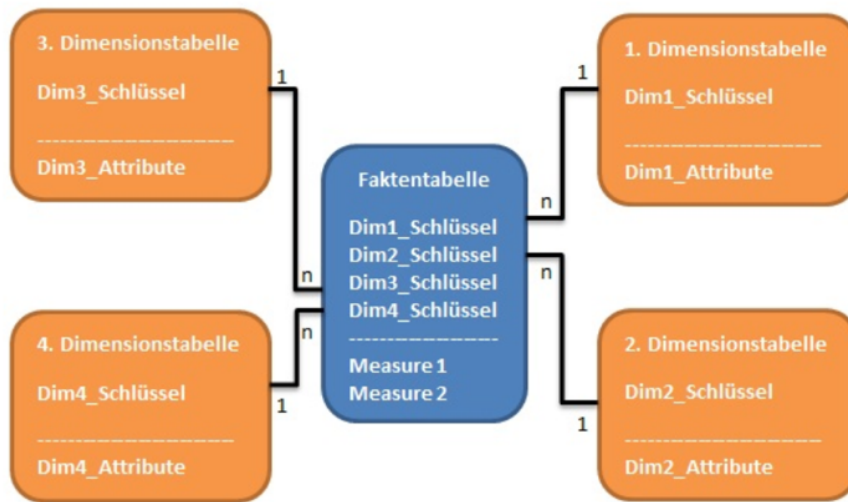 3. Dimensionstabelle
Dim3_Schlüssel
------------------------------
Dim3_Attribute
1
n
1. Dimensionstabelle
Dim1_Schlüssel
------------------------------
Dim1_Attribute
1
n
Faktentabelle
Dim1_Schlüssel
Dim2_Schlüssel
Dim3_Schlüssel
Dim4_Schlüssel
-----------------------
Measure 1
Measure 2
4. Dimensionstabelle
Dim4_Schlüssel
------------------------------
Dim4_Attribute
n
1
2. Dimensionstabelle
Dim2_Schlüssel
------------------------------
Dim2_Attribute
n
1